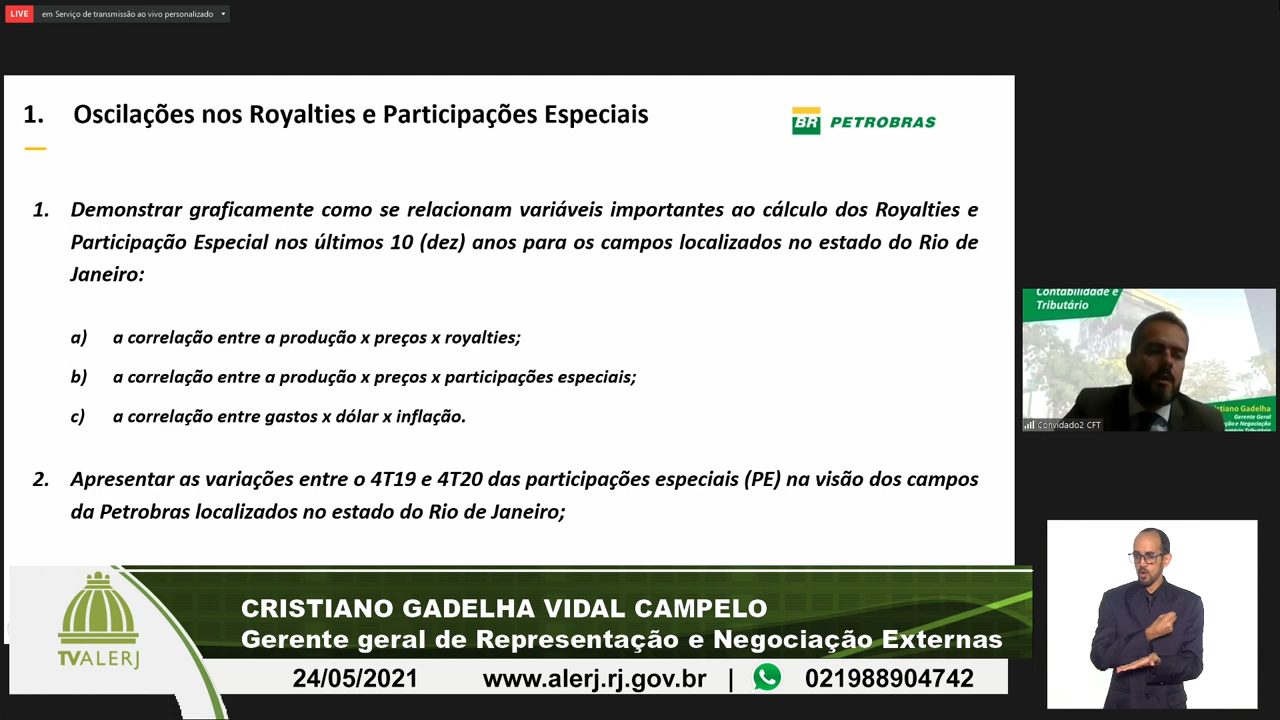 LIVE em Serviço de transmissão ao vivo personalizado
1. Oscilações nos Royalties e Participações Especiais
BR PETROBRAS
1. Demonstrar graficamente como se relacionam variáveis importantes ao cálculo dos Royalties e
Participação Especial nos últimos 10 (dez) anos para os campos localizados no estado do Rio de
Janeiro:
a) a correlação entre a produção x preços x royalties;
b) a correlação entre a produção x preços x participações especiais;
c) a correlação entre gastos x dólar x inflação.
2. Apresentar as variações entre o 4T19 e 4T20 das participações especiais (PE) na visão dos campos
da Petrobras localizados no estado do Rio de Janeiro;
Contabilidade e
Tributário
Gadelha
Gerente Geral
e Negociação
Tributário
Convidado2 CFT
CRISTIANO GADELHA VIDAL CAMPELO
Gerente geral de Representação e Negociação Externas
TVALERJ
24/05/2021 www.alerj.rj.gov.br | 021988904742